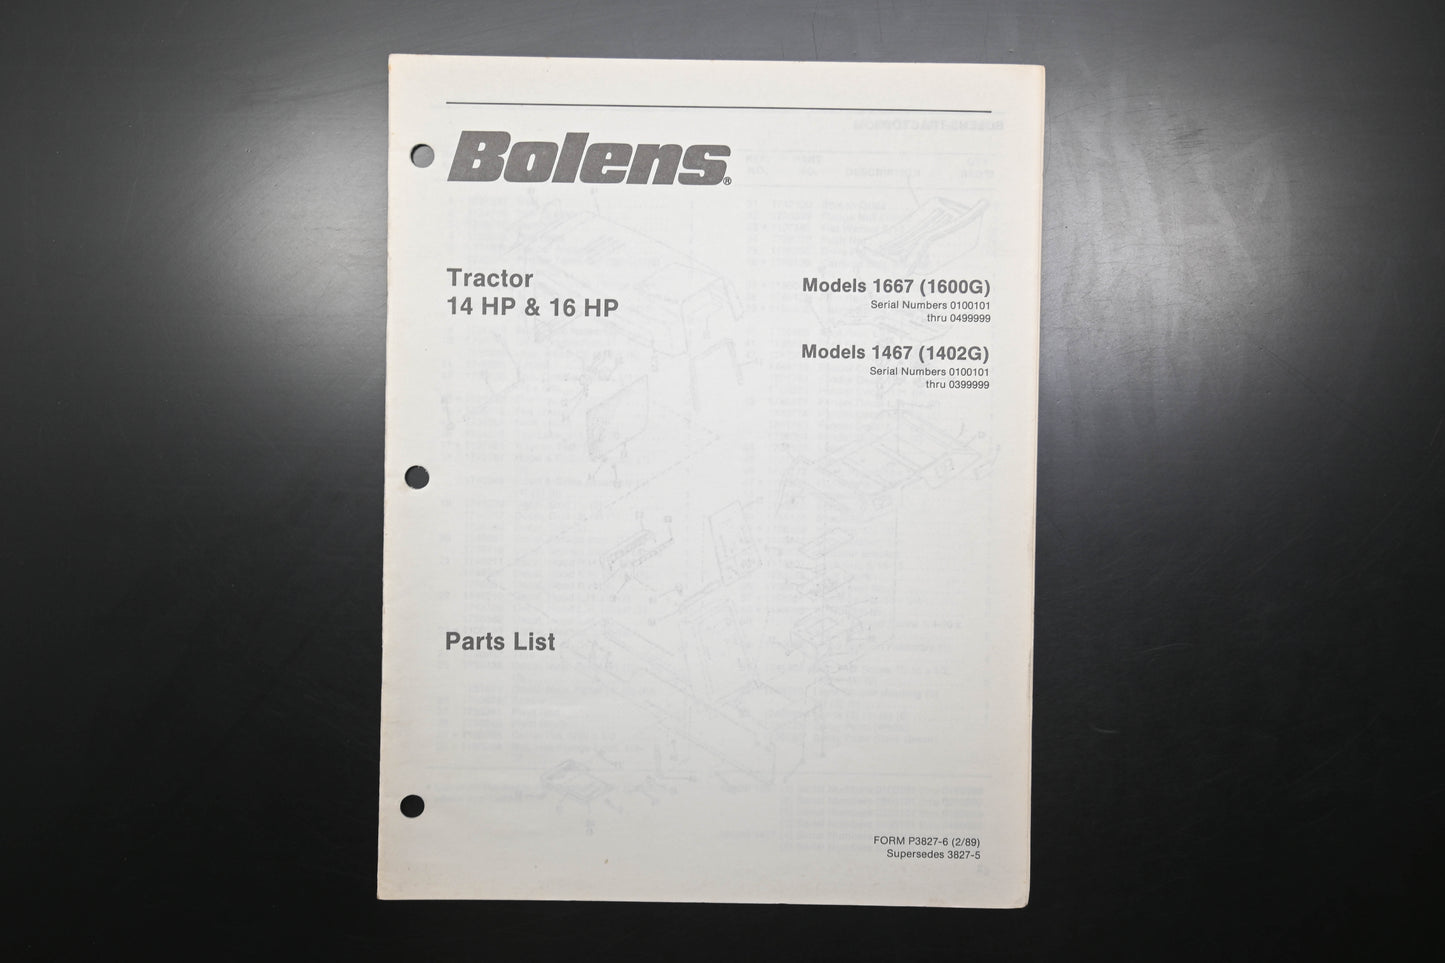 Bolens®
Tractor
14 HP & 16 HP
Models 1667 (1600G)
Serial Numbers 0100101
thru 0499999
Models 1467 (1402G)
Serial Numbers 0100101
thru 0399999
Parts List
FORM P3827-6 (2/89)
Supersedes 3827-5